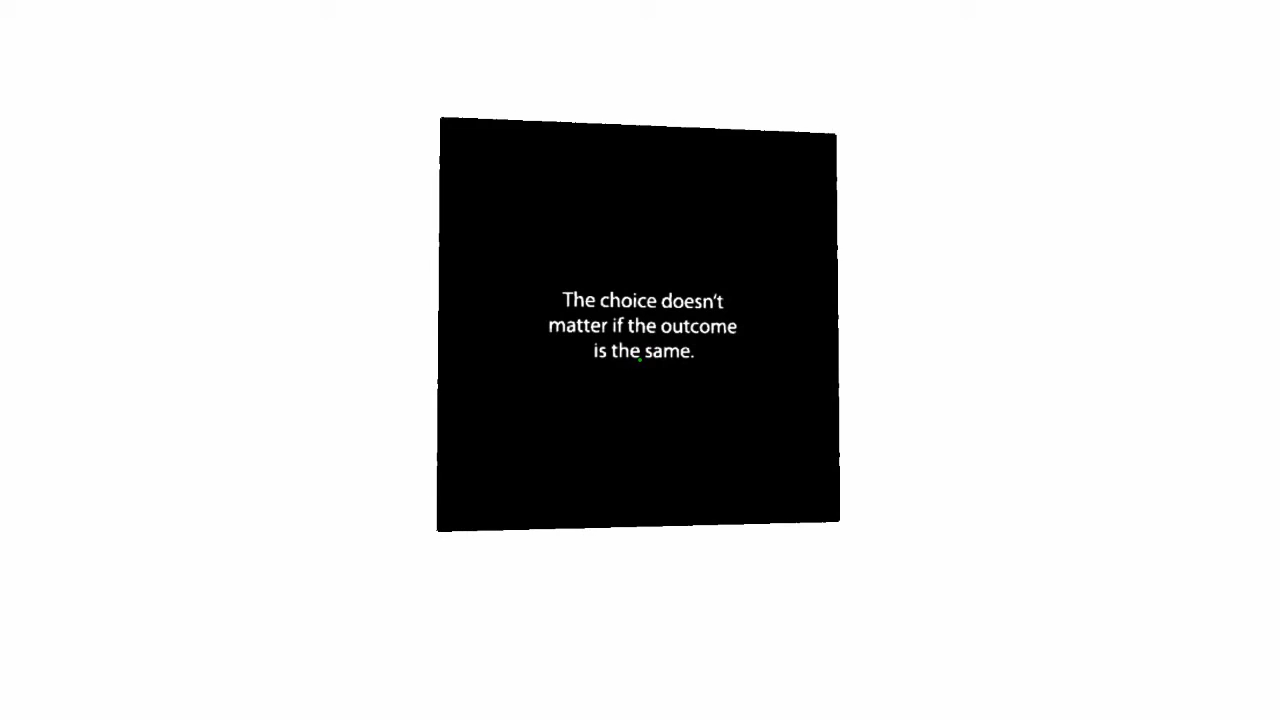 The choice doesn't
matter if the outcome
is the same.